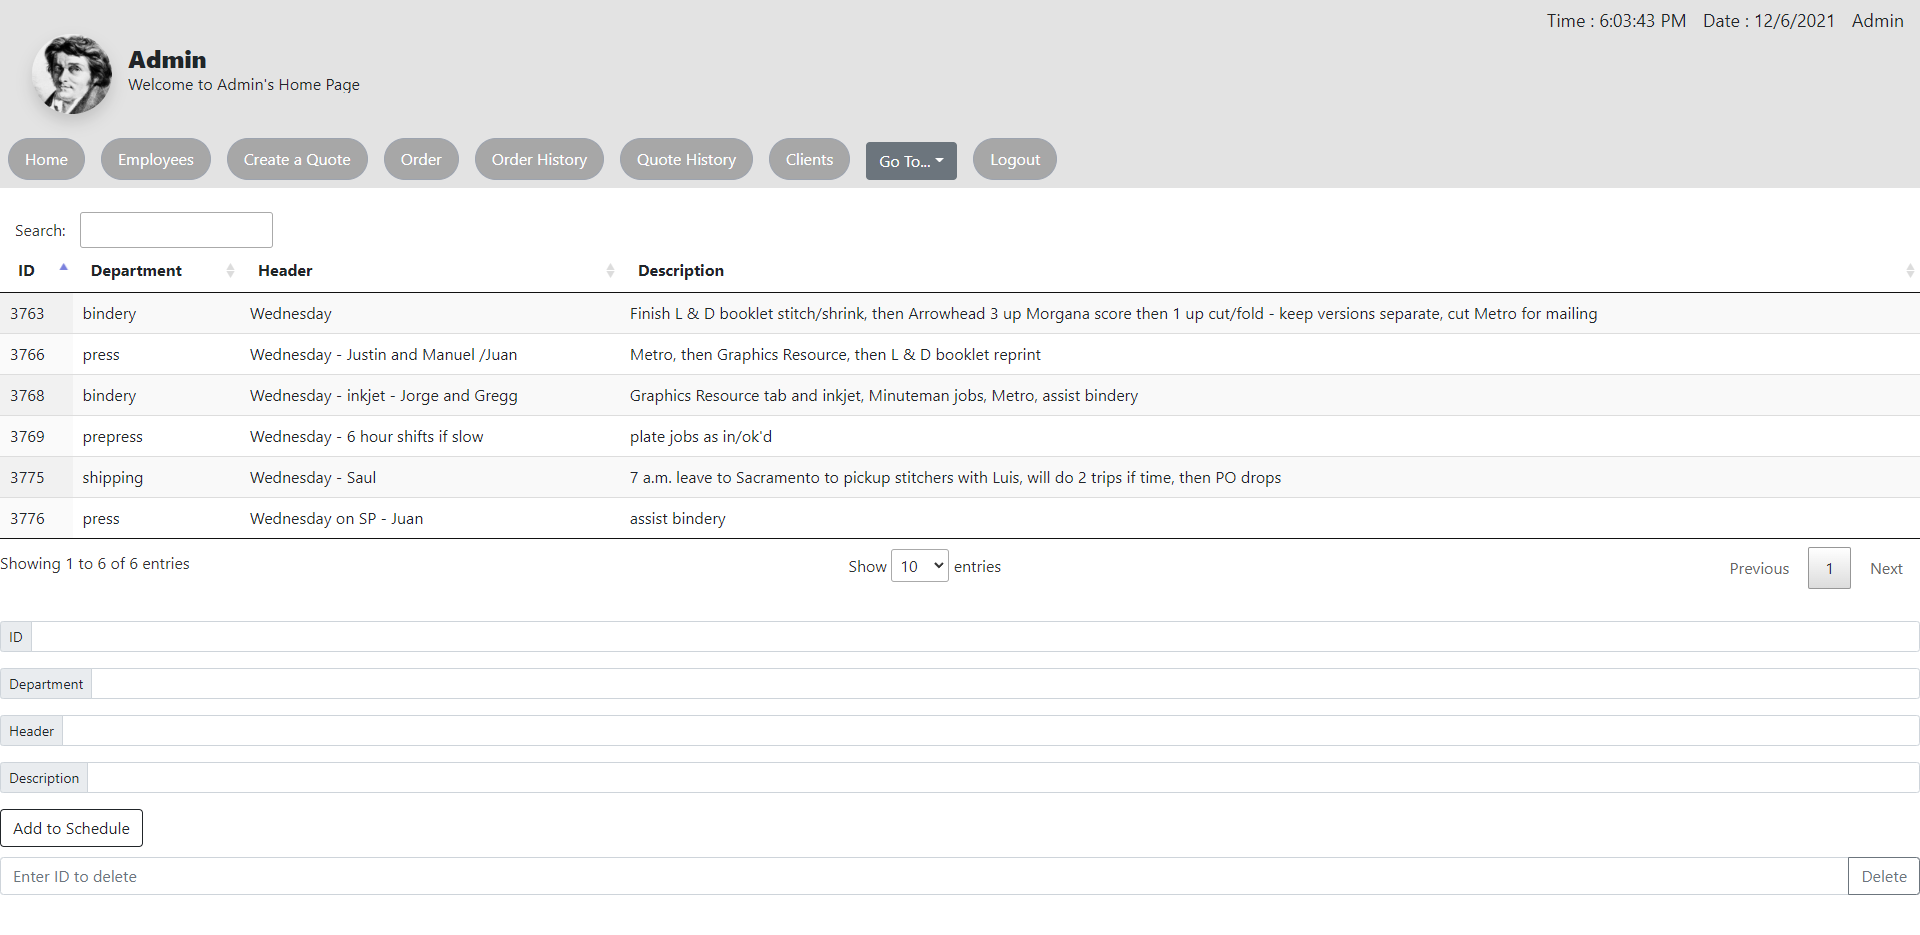 Time : 6:03:43 PM Date : 12/6/2021 Admin
Admin
Welcome to Admin's Home Page
Home Employees Create a Quote Order Order History Quote History Clients Go To... Logout
Search:
ID Department Header Description
3763 bindery Wednesday Finish L & D booklet stitch/shrink, then Arrowhead 3 up Morgana score then 1 up cut/fold - keep versions separate, cut Metro for mailing
3766 press Wednesday - Justin and Manuel /Juan Metro, then Graphics Resource, then L & D booklet reprint
3768 bindery Wednesday - inkjet - Jorge and Gregg Graphics Resource tab and inkjet, Minuteman jobs, Metro, assist bindery
3769 prepress Wednesday - 6 hour shifts if slow plate jobs as in/ok'd
3775 shipping Wednesday - Saul 7 a.m. leave to Sacramento to pickup stitchers with Luis, will do 2 trips if time, then PO drops
3776 press Wednesday on SP - Juan assist bindery
Showing 1 to 6 of 6 entries Show 10 entries Previous 1 Next
ID
Department
Header
Description
Add to Schedule
Enter ID to delete Delete